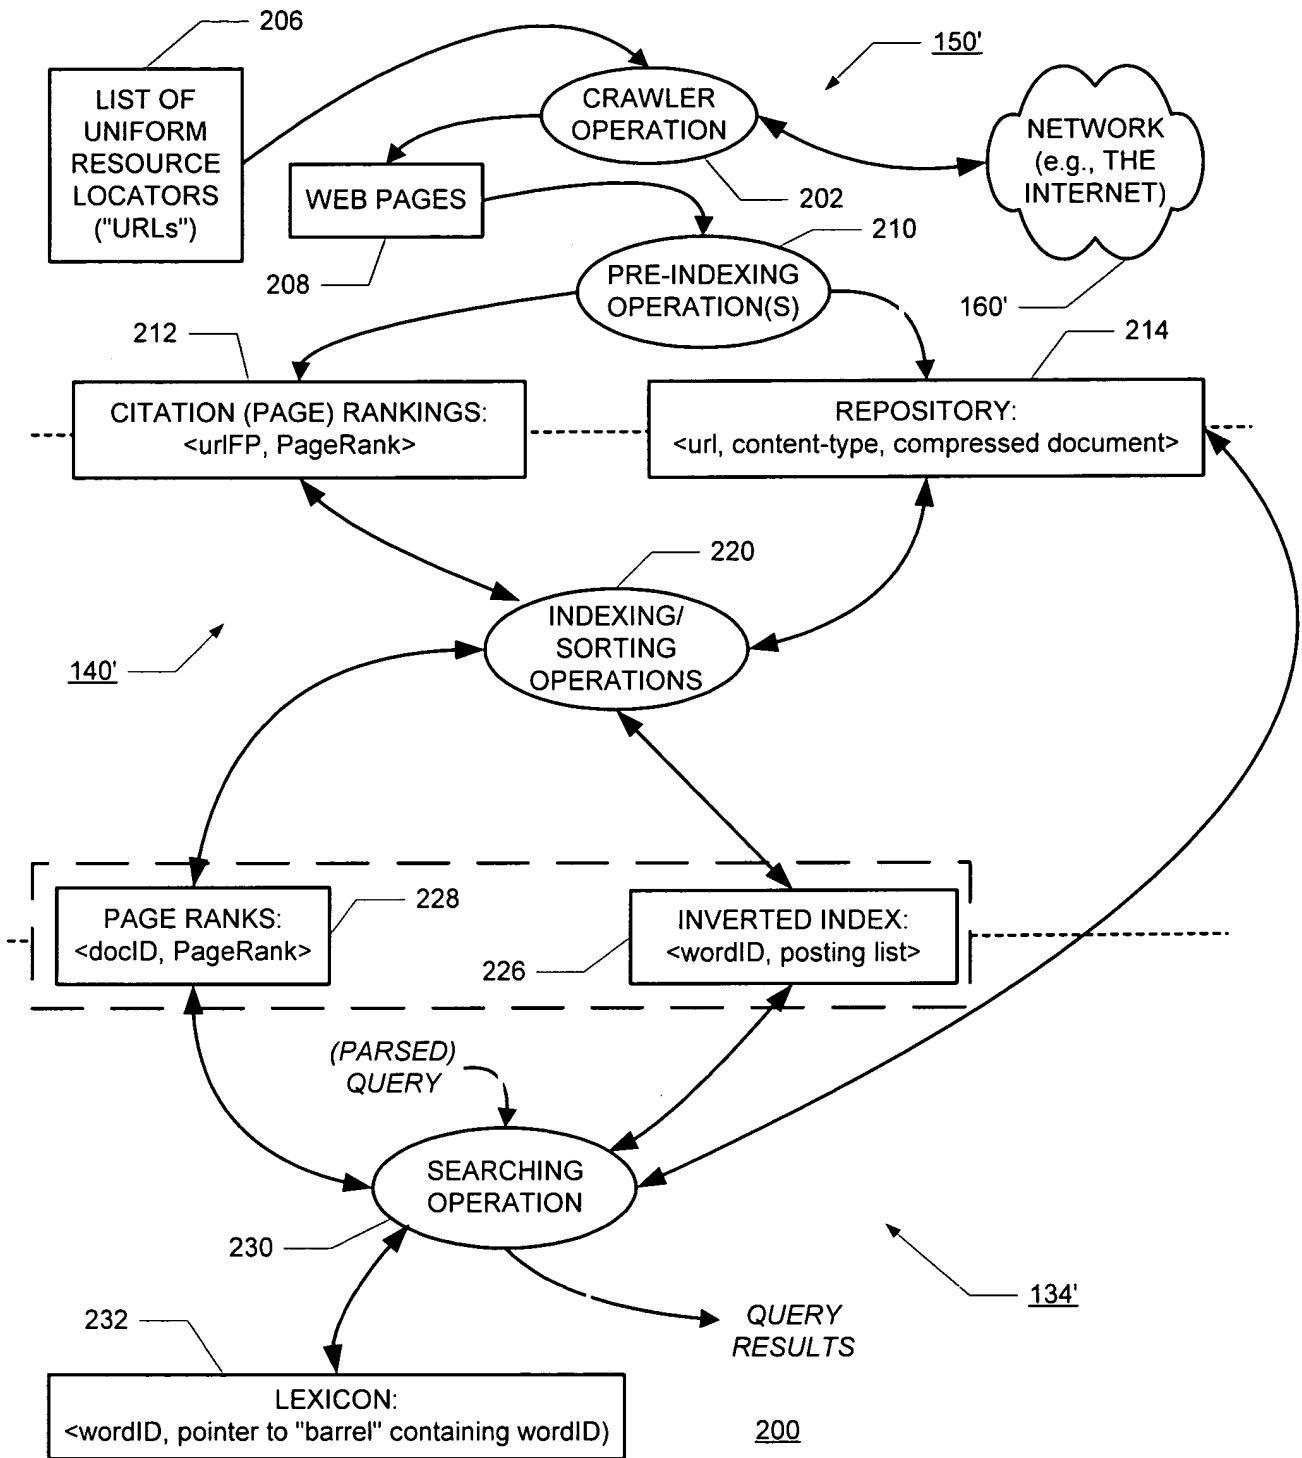 206
150'
LIST OF
UNIFORM
RESOURCE
LOCATORS
("URLs")
CRAWLER
OPERATION
NETWORK
(e.g., THE
INTERNET)
WEB PAGES
202
210
208
PRE-INDEXING
OPERATION(S)
160'
212
214
CITATION (PAGE) RANKINGS:
<urlFP, PageRank>
REPOSITORY:
<url, content-type, compressed document>
220
INDEXING/
SORTING
OPERATIONS
140'
PAGE RANKS:
<docID, PageRank>
228
INVERTED INDEX:
<wordID, posting list>
226
(PARSED)
QUERY
SEARCHING
OPERATION
230
134'
232
QUERY
RESULTS
LEXICON:
<wordID, pointer to "barrel" containing wordID)
200